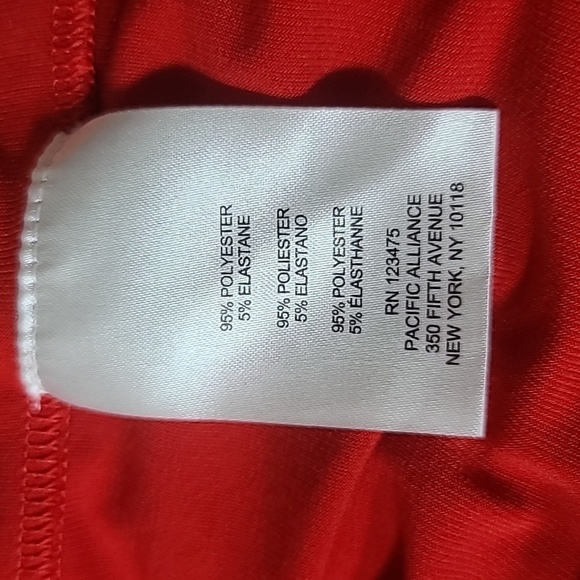 95% POLYESTER
5% ELASTANE
95% POLIESTER
5% ELASTANO
95% POLYESTER
5% ÉLASTHANNE
RN 123475
PACIFIC ALLIANCE
350 FIFTH AVENUE
NEW YORK, NY 10118